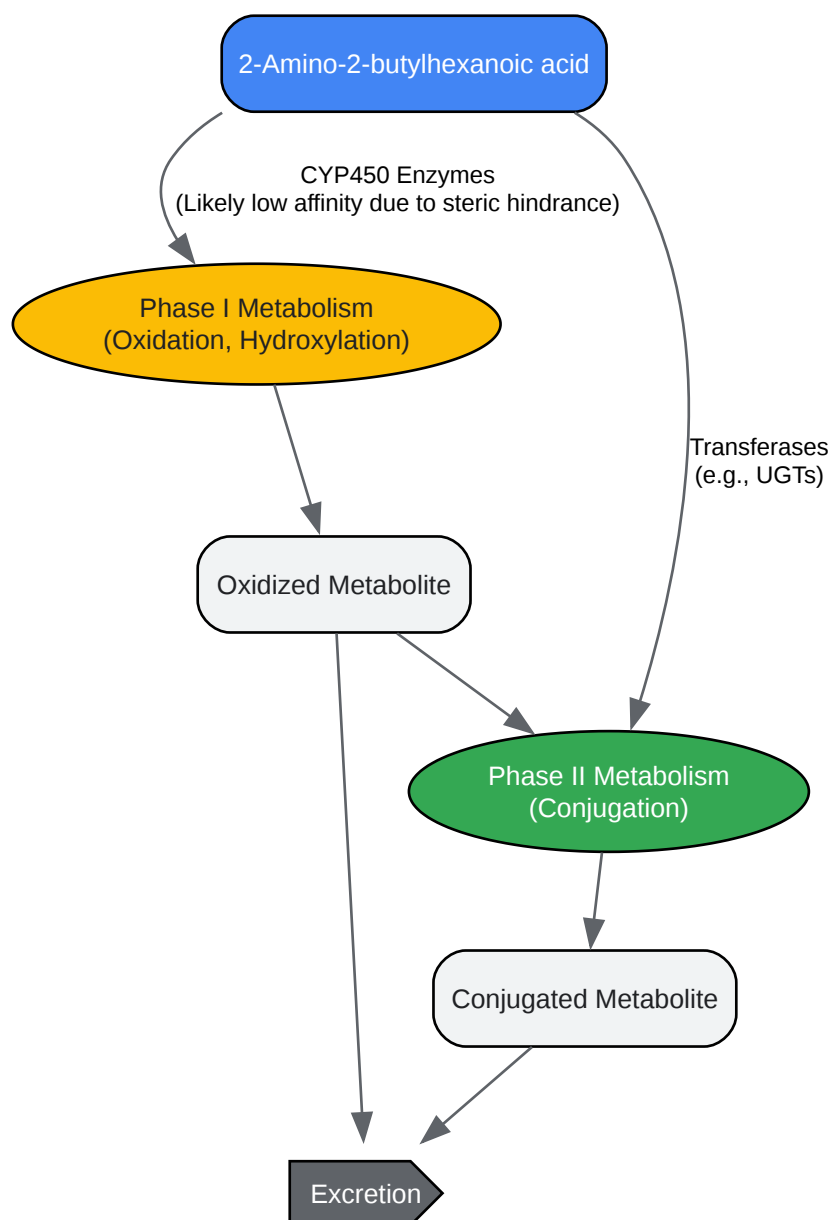 2-Amino-2-butylhexanoic acid
CYP450 Enzymes
(Likely low affinity due to steric hindrance)
Phase I Metabolism
(Oxidation, Hydroxylation)
Transferases
(e.g., UGTs)
Oxidized Metabolite
Phase II Metabolism
(Conjugation)
Conjugated Metabolite
Excretion